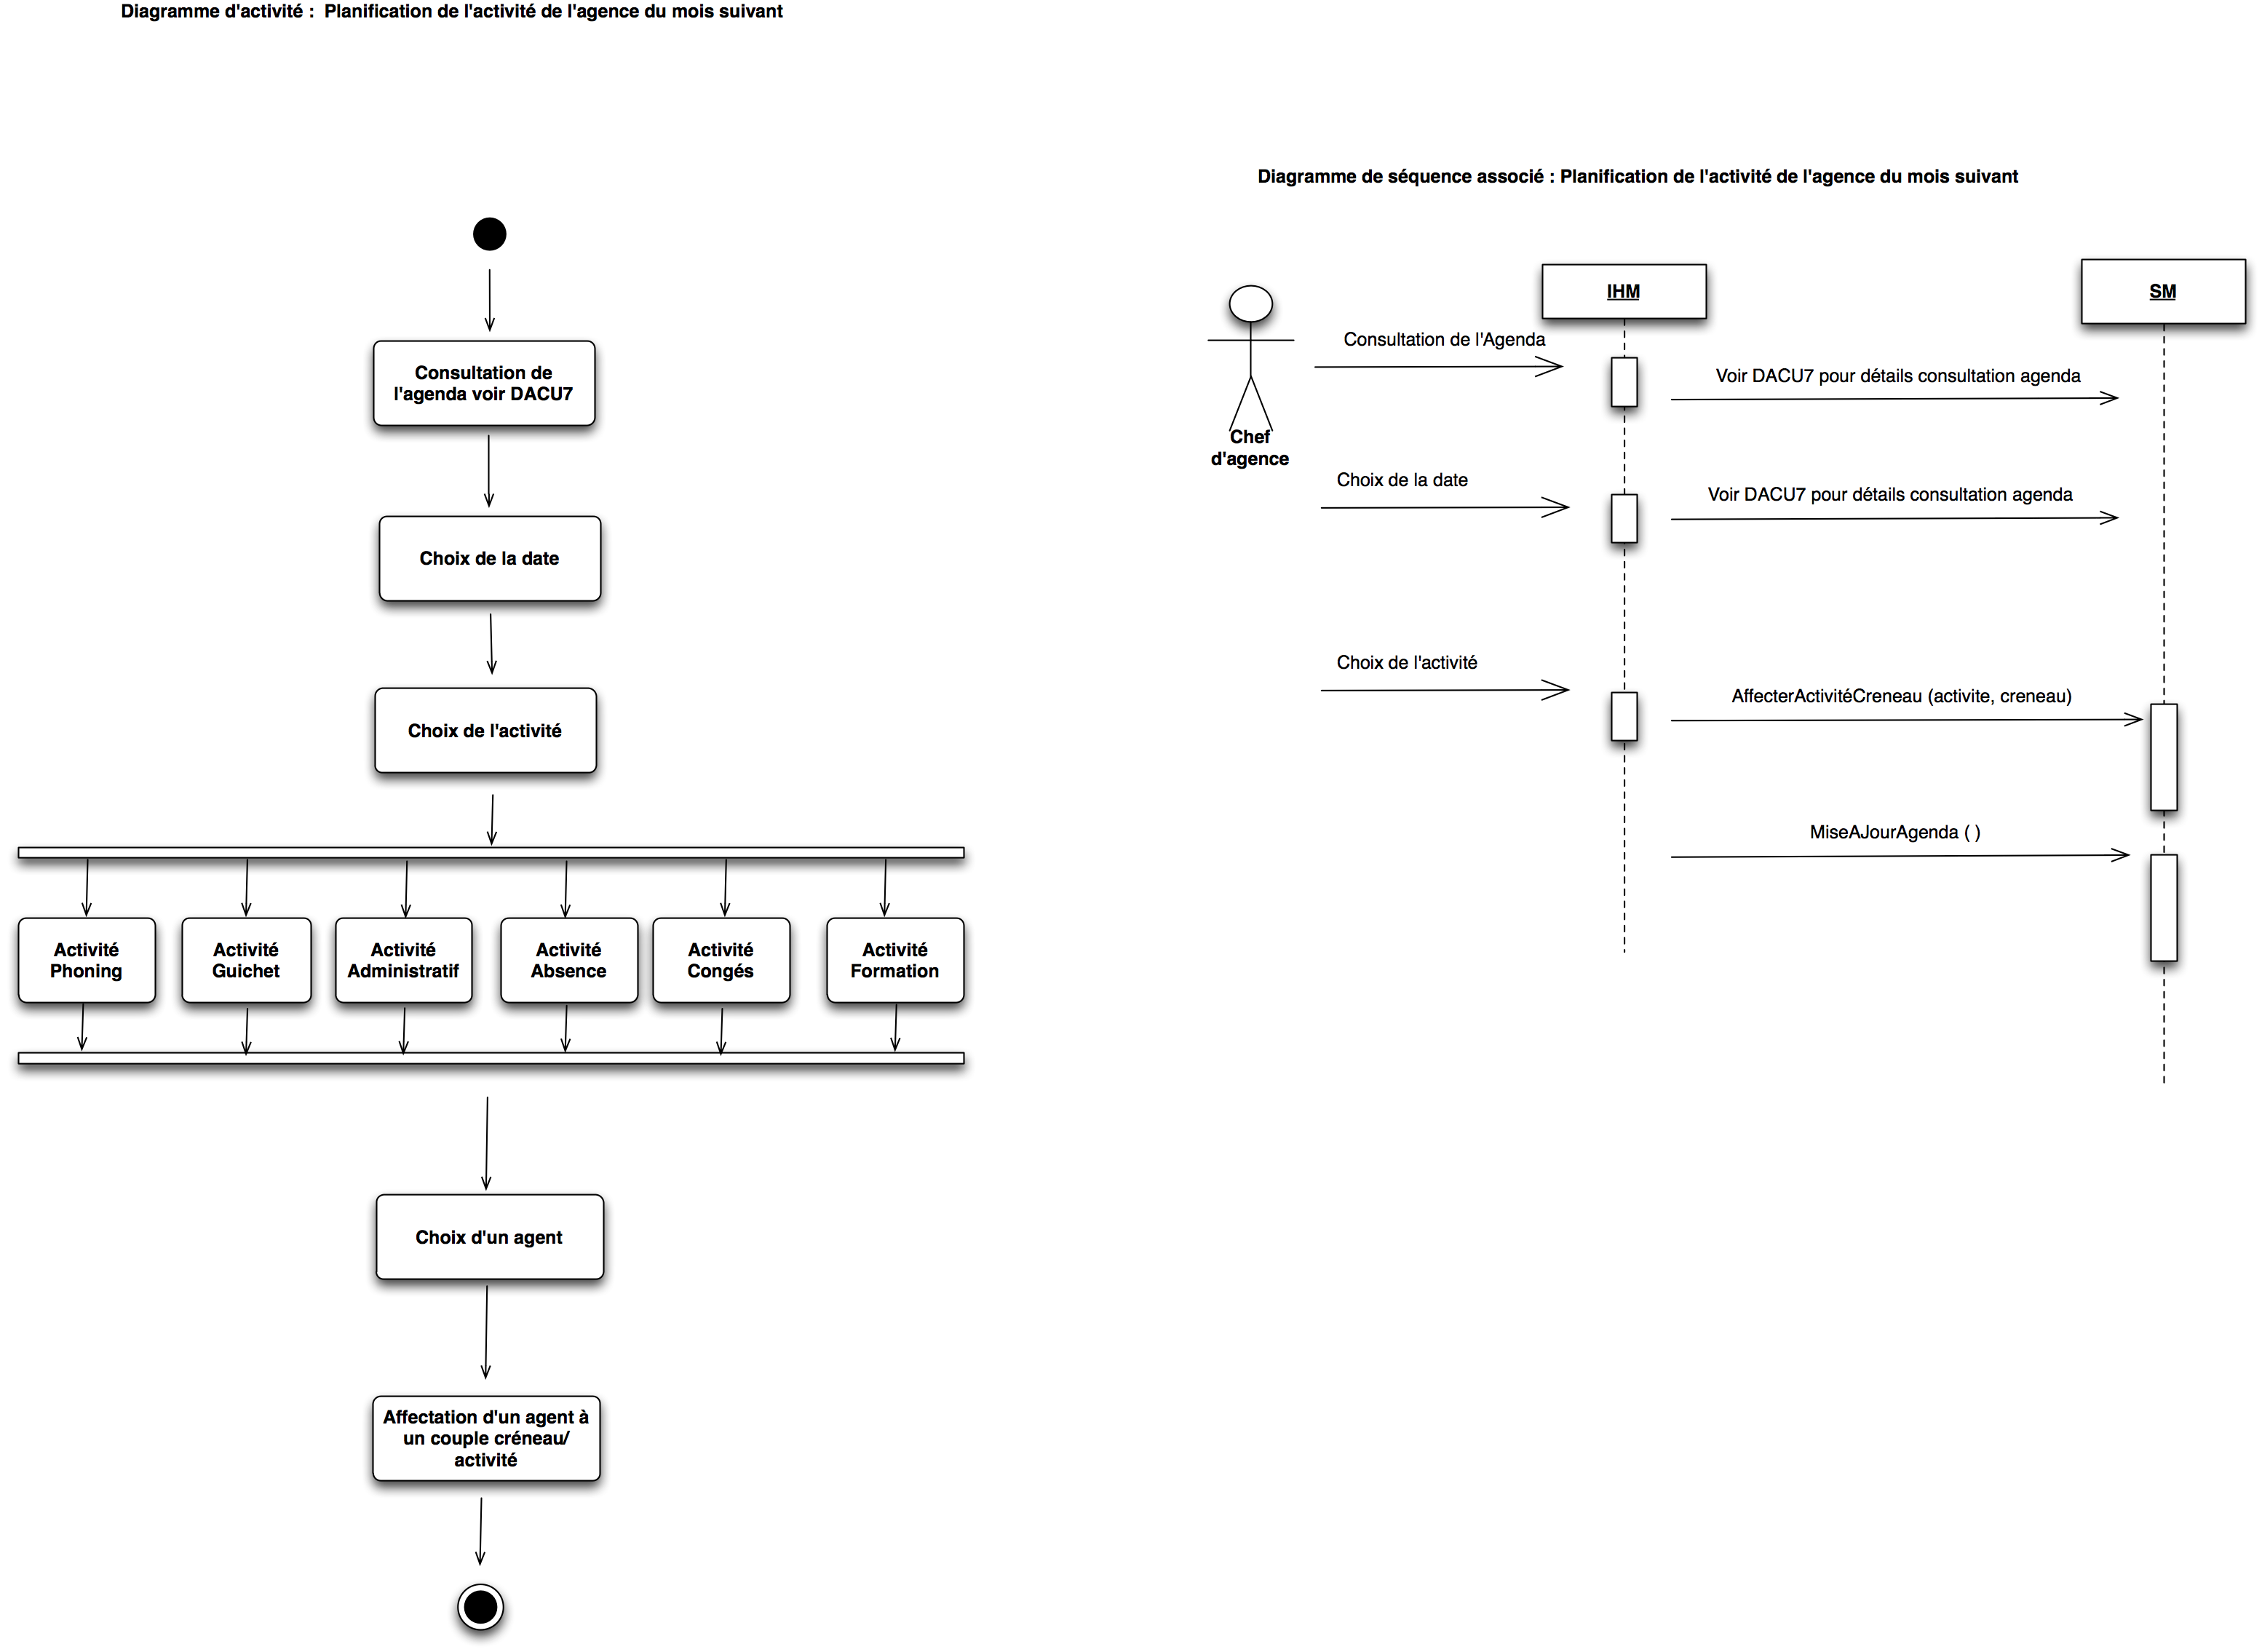 Diagramme d'activité :  Planification de l'activité de l'agence du mois suivant
Consultation de
l'agenda voir DACU7
Choix de la date
Choix de l'activité
Activité
Phoning
Activité
Guichet
Activité
Administratif
Activité
Absence
Activité
Congés
Activité
Formation
Choix d'un agent
Affectation d'un agent à
un couple créneau/
activité
Diagramme de séquence associé : Planification de l'activité de l'agence du mois suivant
IHM
SM
Chef
d'agence
Consultation de l'Agenda
Voir DACU7 pour détails consultation agenda
Choix de la date
Voir DACU7 pour détails consultation agenda
Choix de l'activité
AffecterActivitéCreneau (activite, creneau)
MiseAJourAgenda ( )